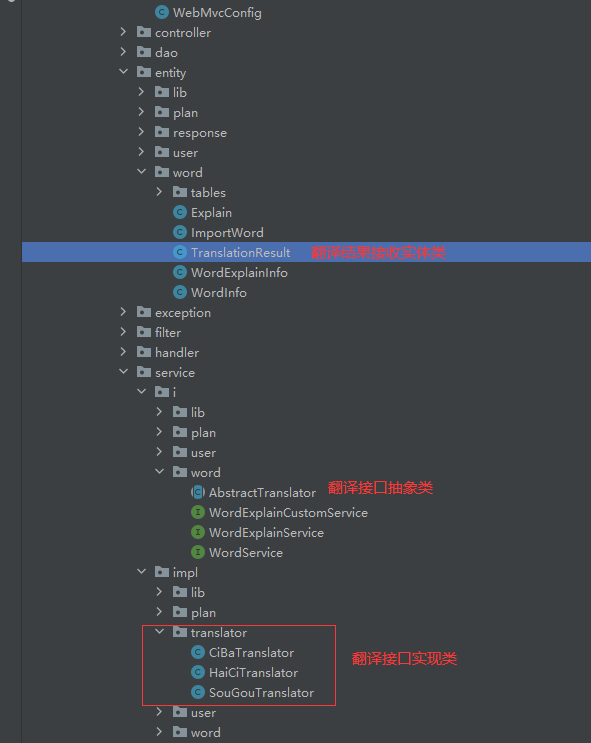 WebMvcConfig
controller
dao
entity
lib
plan
response
user
word
tables
Explain
ImportWord
TranslationResult 翻译结果接收实体类
WordExplainInfo
WordInfo
exception
filter
handler
service
i
lib
plan
user
word
AbstractTranslator 翻译接口抽象类
WordExplainCustomService
WordExplainService
WordService
impl
lib
plan
translator
CiBaTranslator
HaiCiTranslator 翻译接口实现类
SouGouTranslator
user
word